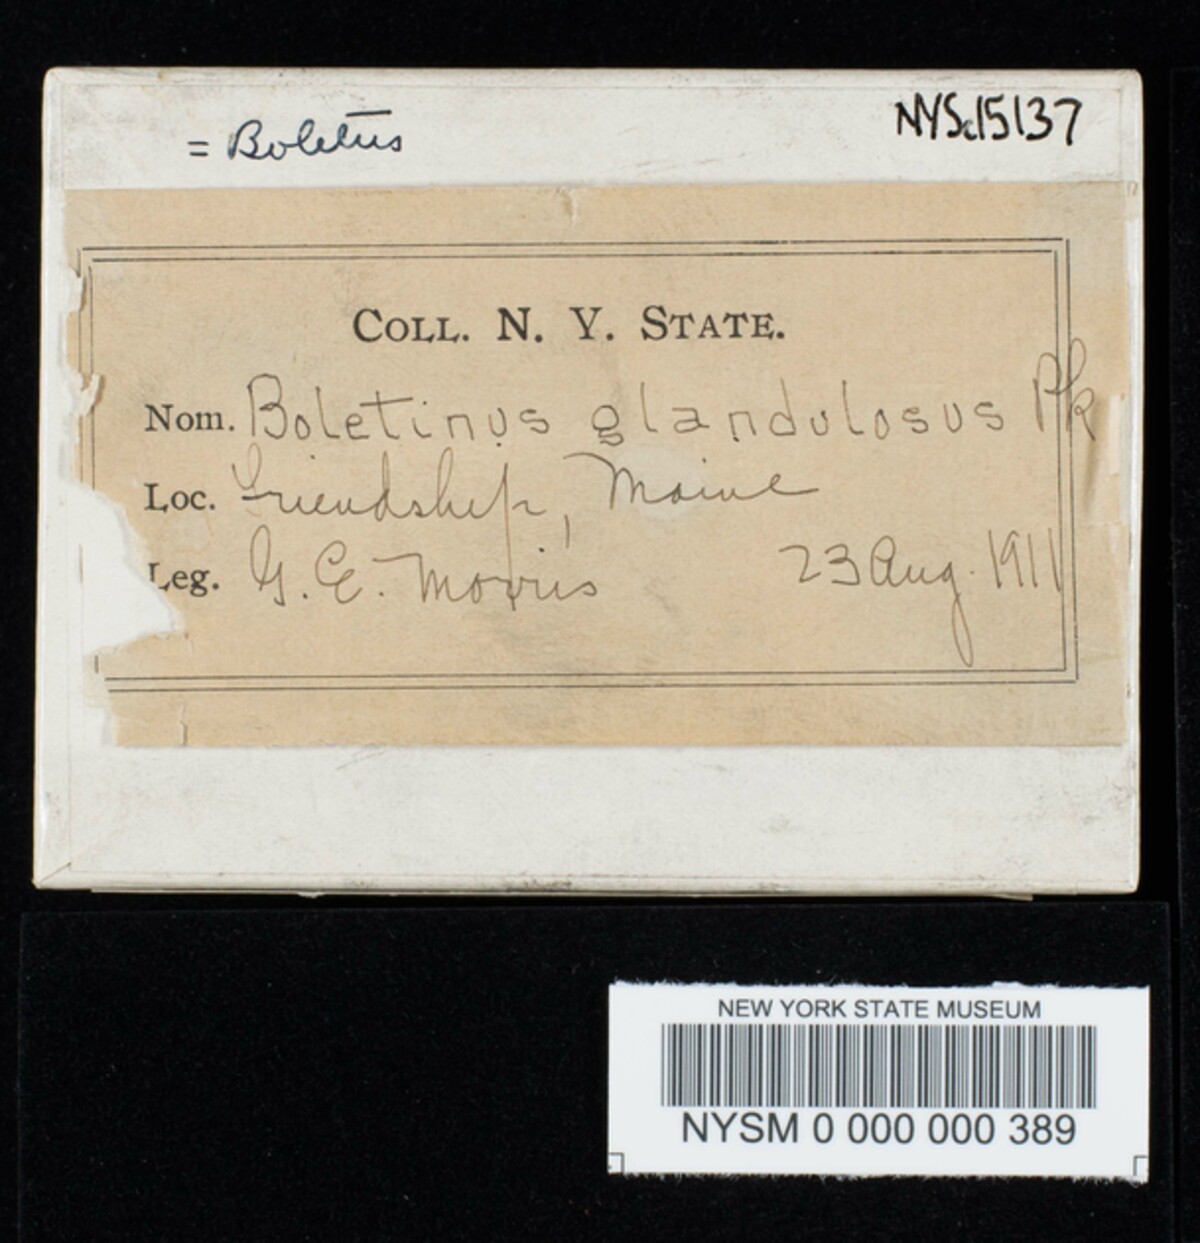 = Boletus
NYSd5137
Coll. N. Y. State.
Nom. Boletinus glandulosus Pk
Loc. Friendship, Maine
Leg. G. E. Morris 23 Aug. 1911
NEW YORK STATE MUSEUM
NYSM 0 000 000 389